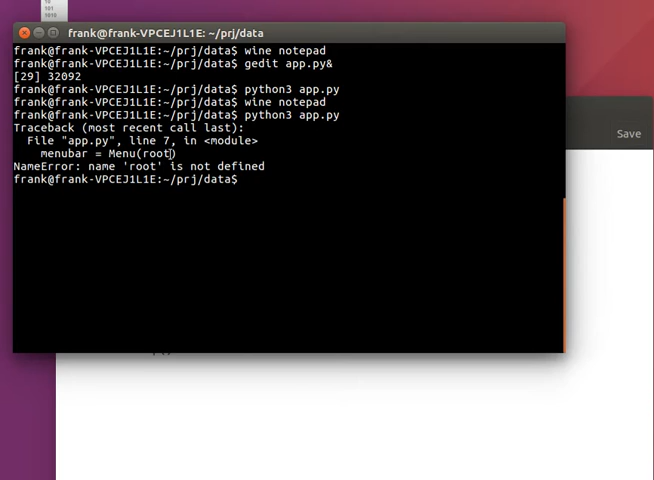 10
101
1010
frank@frank-VPCEJ1L1E: ~/prj/data
frank@frank-VPCEJ1L1E:~/prj/data$ wine notepad
frank@frank-VPCEJ1L1E:~/prj/data$ gedit app.py&
[29] 32092
frank@frank-VPCEJ1L1E:~/prj/data$ python3 app.py
frank@frank-VPCEJ1L1E:~/prj/data$ wine notepad
frank@frank-VPCEJ1L1E:~/prj/data$ python3 app.py
Traceback (most recent call last):
  File "app.py", line 7, in <module>
    menubar = Menu(root)
NameError: name 'root' is not defined
frank@frank-VPCEJ1L1E:~/prj/data$
Save